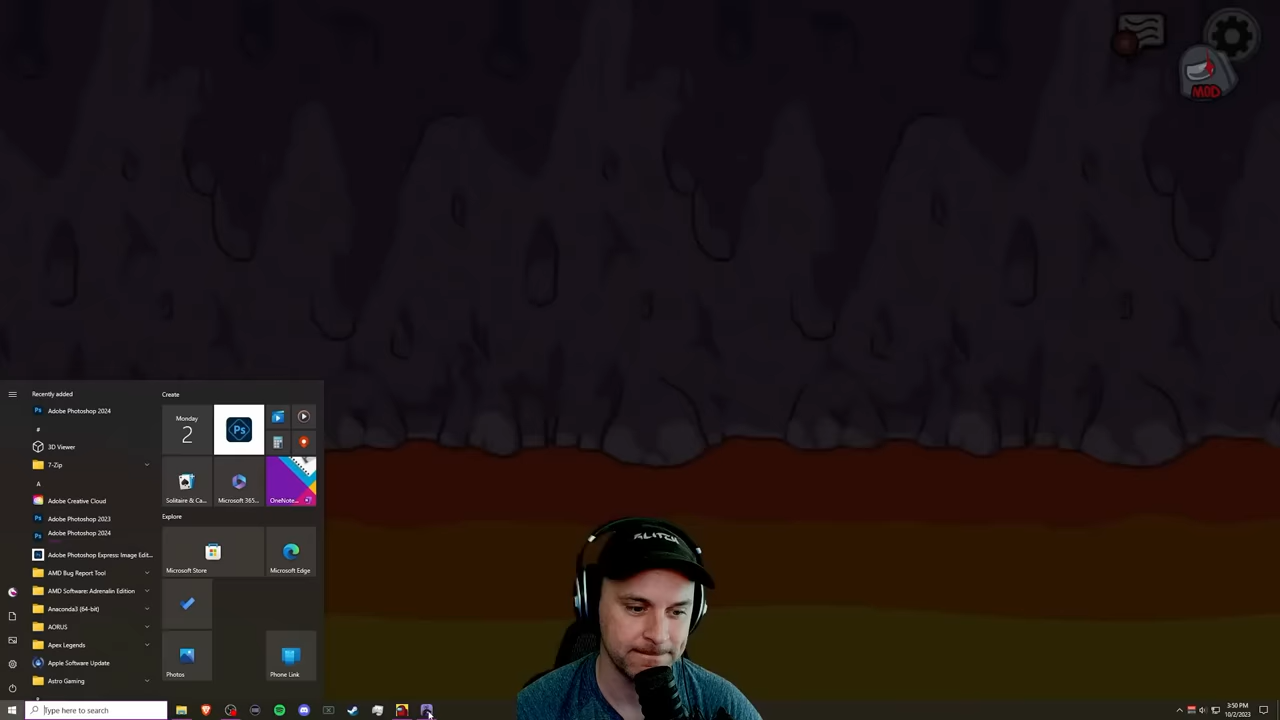 MOD
Recently added
Create
Adobe Photoshop 2024
Monday
2
#
3D Viewer
7-Zip
A
Solitaire & Ca...
Microsoft 365...
OneNote...
Adobe Creative Cloud
Explore
Adobe Photoshop 2023
Adobe Photoshop 2024
Adobe Photoshop Express: Image Edit...
Microsoft Store
Microsoft Edge
AMD Bug Report Tool
AMD Software: Adrenalin Edition
Anaconda3 (64-bit)
AORUS
Apex Legends
Apple Software Update
Photos
Phone Link
Astro Gaming
Type here to search
3:50 PM
10/2/2023
GLITCH
Ps